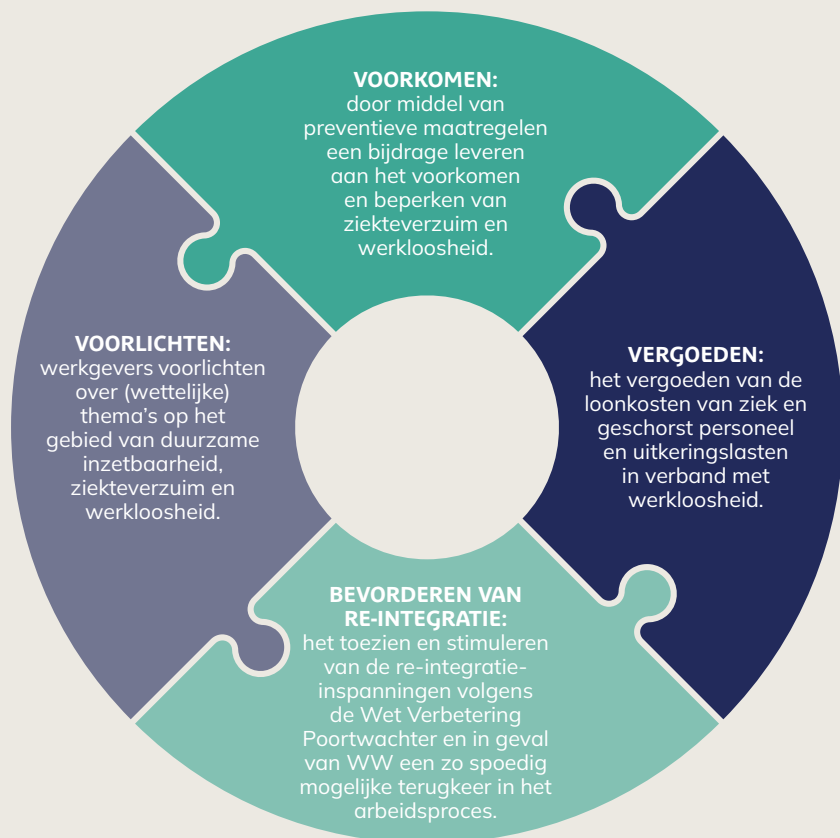 VOORKOMEN:
door middel van
preventieve maatregelen
een bijdrage leveren
aan het voorkomen
en beperken van
ziekteverzuim en
werkloosheid.
VERGOEDEN:
het vergoeden van de
loonkosten van ziek en
geschorst personeel
en uitkeringslasten
in verband met
werkloosheid.
BEVORDEREN VAN
RE-INTEGRATIE:
het toezien en stimuleren
van de re-integratie-
inspanningen volgens
de Wet Verbetering
Poortwachter en in geval
van WW een zo spoedig
mogelijke terugkeer in het
arbeidsproces.
VOORLICHTEN:
werkgevers voorlichten
over (wettelijke)
thema’s op het
gebied van duurzame
inzetbaarheid,
ziekteverzuim en
werkloosheid.